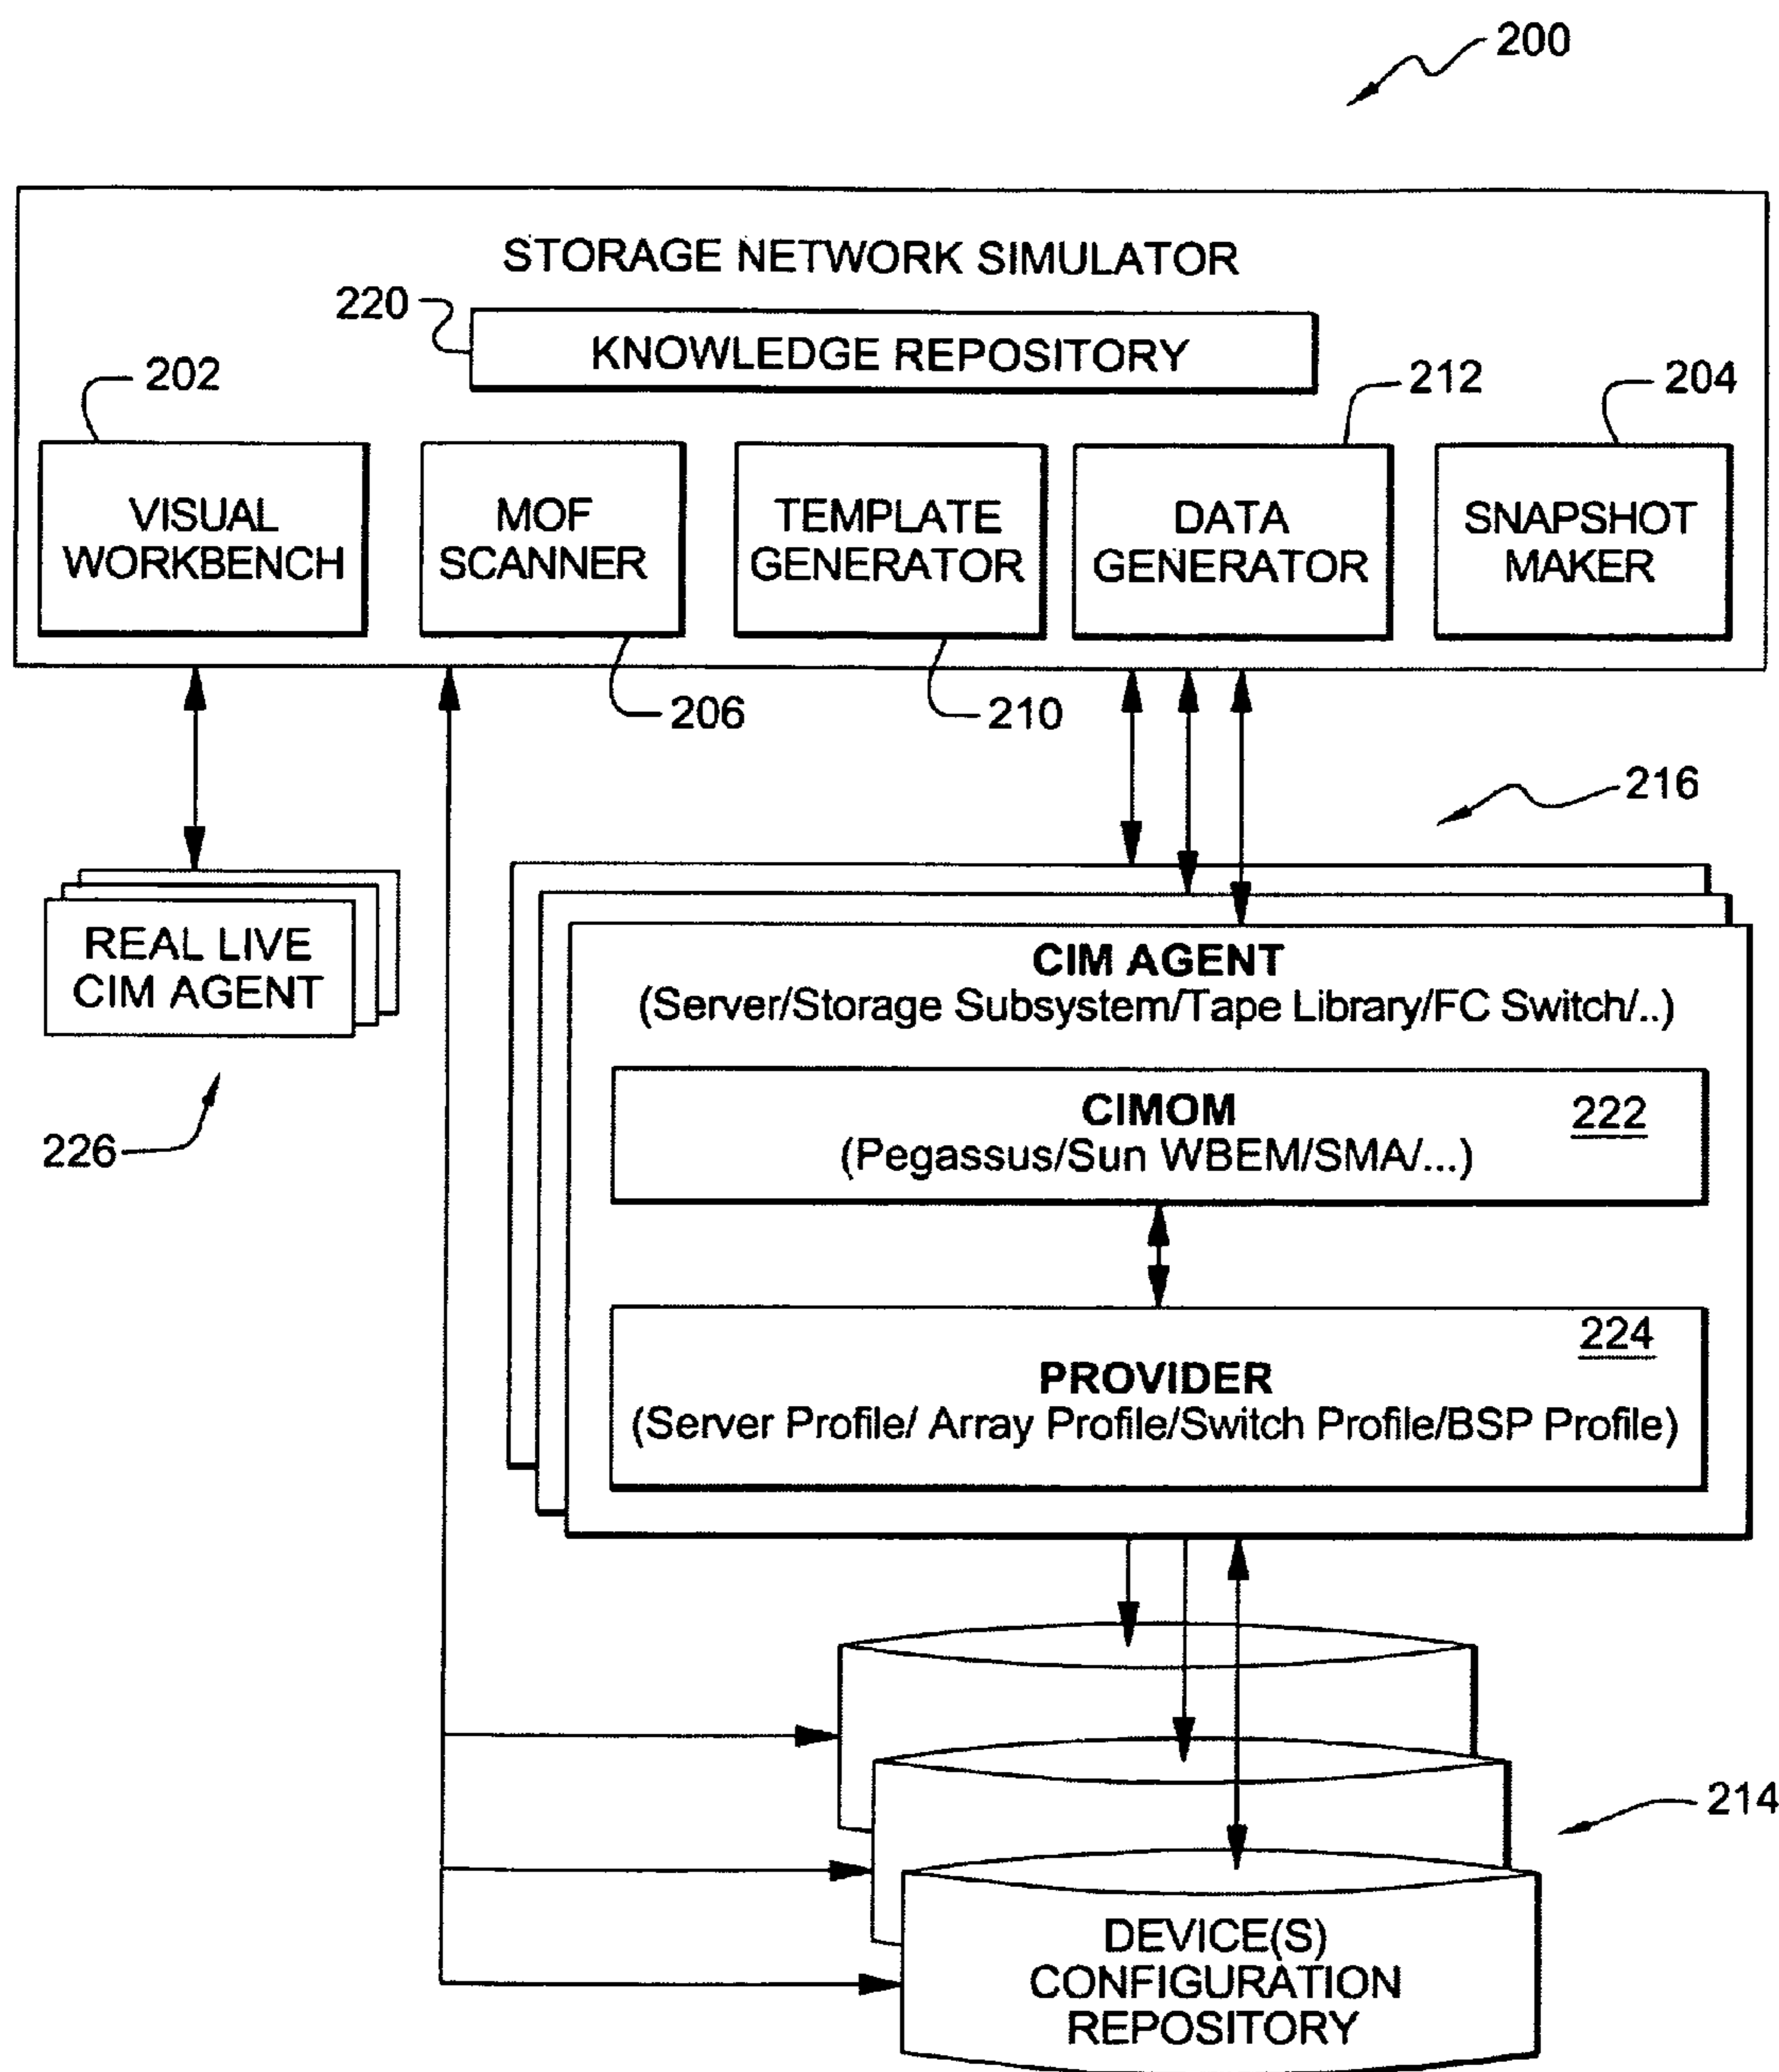 200
STORAGE NETWORK SIMULATOR
220
KNOWLEDGE REPOSITORY
202
212
204
VISUAL
WORKBENCH
MOF
SCANNER
TEMPLATE
GENERATOR
DATA
GENERATOR
SNAPSHOT
MAKER
206
210
216
REAL LIVE
CIM AGENT
226
CIM AGENT
(Server/Storage Subsystem/Tape Library/FC Switch/..)
CIMOM
222
(Pegassus/Sun WBEM/SMA/...)
224
PROVIDER
(Server Profile/ Array Profile/Switch Profile/BSP Profile)
214
DEVICE(S)
CONFIGURATION
REPOSITORY